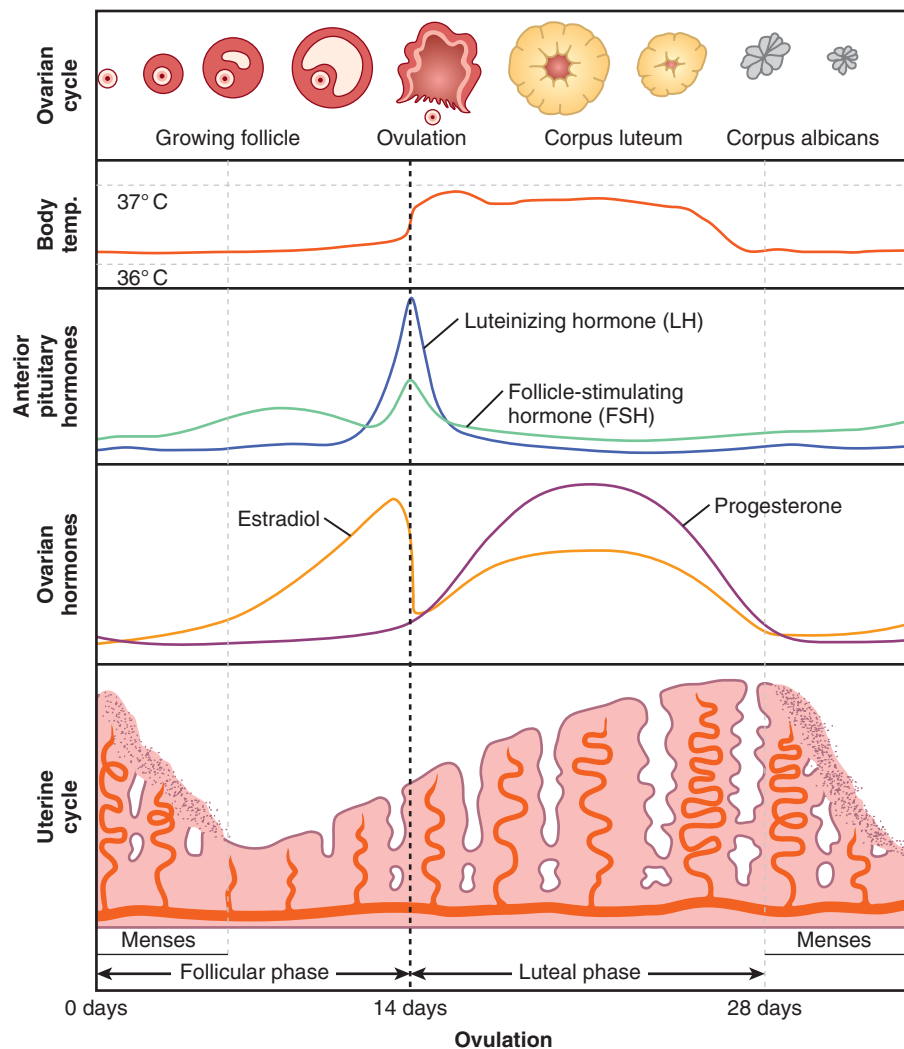 Ovarian
cycle
Growing follicle
Ovulation
Corpus luteum
Corpus albicans
Body
temp.
37° C
36° C
Anterior
pituitary
hormones
Luteinizing hormone (LH)
Follicle-stimulating
hormone (FSH)
Ovarian
hormones
Estradiol
Progesterone
Uterine
cycle
Menses
Menses
Follicular phase
Luteal phase
0 days
14 days
28 days
Ovulation